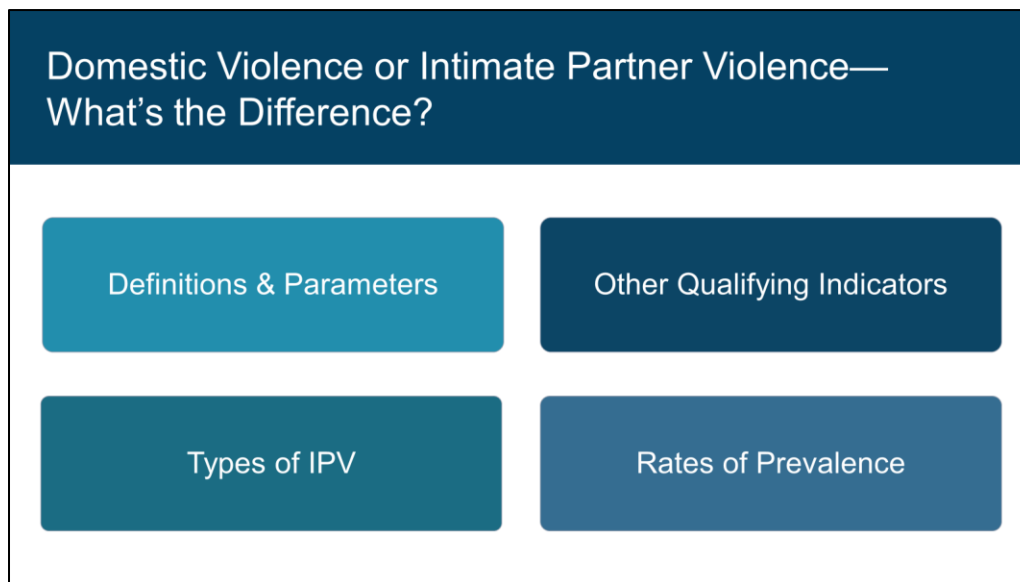 Domestic Violence or Intimate Partner Violence—
What’s the Difference?
Definitions & Parameters
Other Qualifying Indicators
Types of IPV
Rates of Prevalence